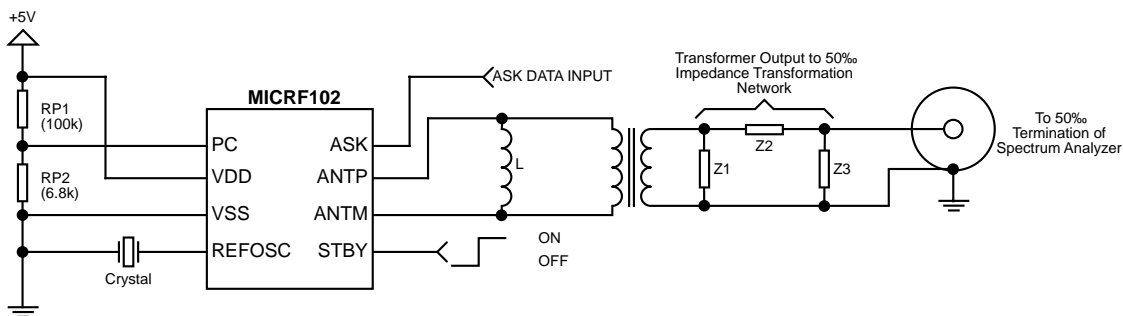 +5V
RP1
(100k)
RP2
(6.8k)
MICRF102
PC
VDD
VSS
REFOSC
ASK
ANTP
ANTM
STBY
Crystal
ASK DATA INPUT
L
ON
OFF
Transformer Output to 50‰
Impedance Transformation
Network
Z1
Z2
Z3
To 50‰
Termination of
Spectrum Analyzer